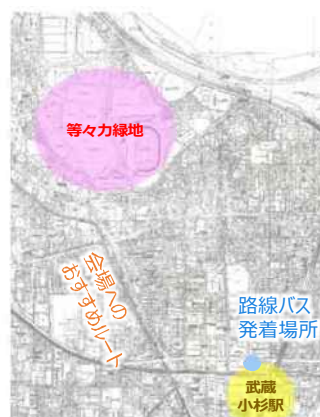 等々力緑地
会場への
おすすめルート
路線バス
発着場所
武蔵
小杉駅